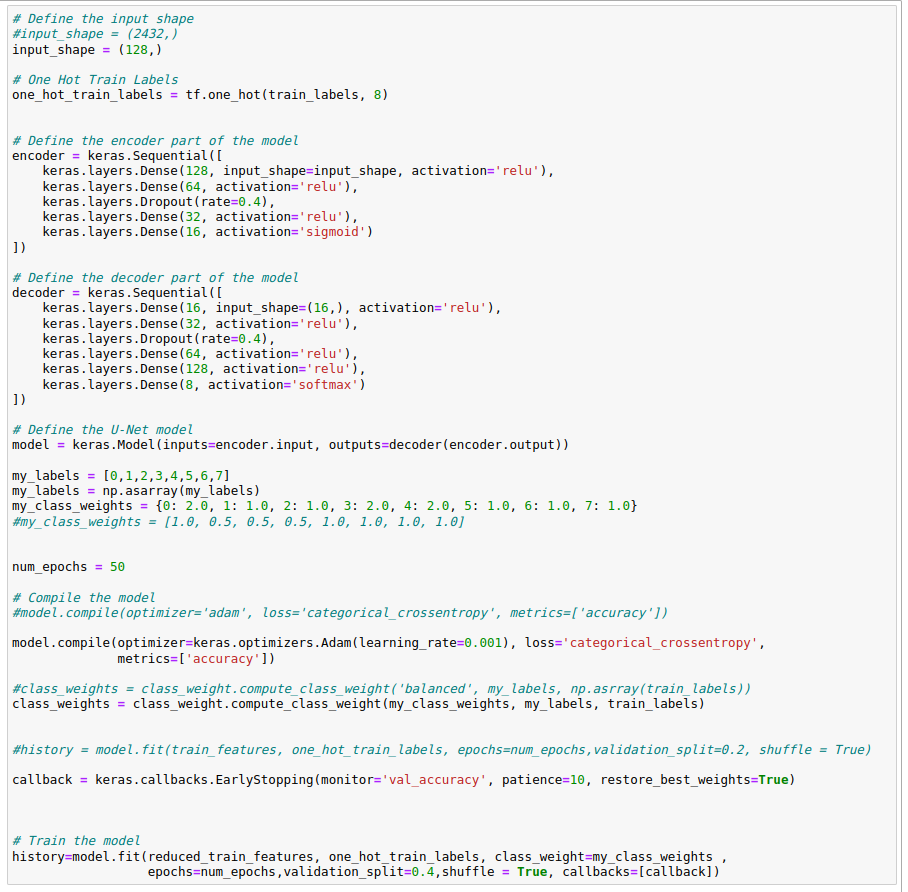 # Define the input shape
#input_shape = (2432,)
input_shape = (128,)

# One Hot Train Labels
one_hot_train_labels = tf.one_hot(train_labels, 8)


# Define the encoder part of the model
encoder = keras.Sequential([
    keras.layers.Dense(128, input_shape=input_shape, activation='relu'),
    keras.layers.Dense(64, activation='relu'),
    keras.layers.Dropout(rate=0.4),
    keras.layers.Dense(32, activation='relu'),
    keras.layers.Dense(16, activation='sigmoid')
])

# Define the decoder part of the model
decoder = keras.Sequential([
    keras.layers.Dense(16, input_shape=(16,), activation='relu'),
    keras.layers.Dense(32, activation='relu'),
    keras.layers.Dropout(rate=0.4),
    keras.layers.Dense(64, activation='relu'),
    keras.layers.Dense(128, activation='relu'),
    keras.layers.Dense(8, activation='softmax')
])

# Define the U-Net model
model = keras.Model(inputs=encoder.input, outputs=decoder(encoder.output))

my_labels = [0,1,2,3,4,5,6,7]
my_labels = np.asarray(my_labels)
my_class_weights = {0: 2.0, 1: 1.0, 2: 1.0, 3: 2.0, 4: 2.0, 5: 1.0, 6: 1.0, 7: 1.0}
#my_class_weights = [1.0, 0.5, 0.5, 0.5, 1.0, 1.0, 1.0, 1.0]


num_epochs = 50

# Compile the model
#model.compile(optimizer='adam', loss='categorical_crossentropy', metrics=['accuracy'])

model.compile(optimizer=keras.optimizers.Adam(learning_rate=0.001), loss='categorical_crossentropy',
              metrics=['accuracy'])

#class_weights = class_weight.compute_class_weight('balanced', my_labels, np.asrray(train_labels))
class_weights = class_weight.compute_class_weight(my_class_weights, my_labels, train_labels)


#history = model.fit(train_features, one_hot_train_labels, epochs=num_epochs,validation_split=0.2, shuffle = True)

callback = keras.callbacks.EarlyStopping(monitor='val_accuracy', patience=10, restore_best_weights=True)



# Train the model
history=model.fit(reduced_train_features, one_hot_train_labels, class_weight=my_class_weights ,
                  epochs=num_epochs,validation_split=0.4,shuffle = True, callbacks=[callback])